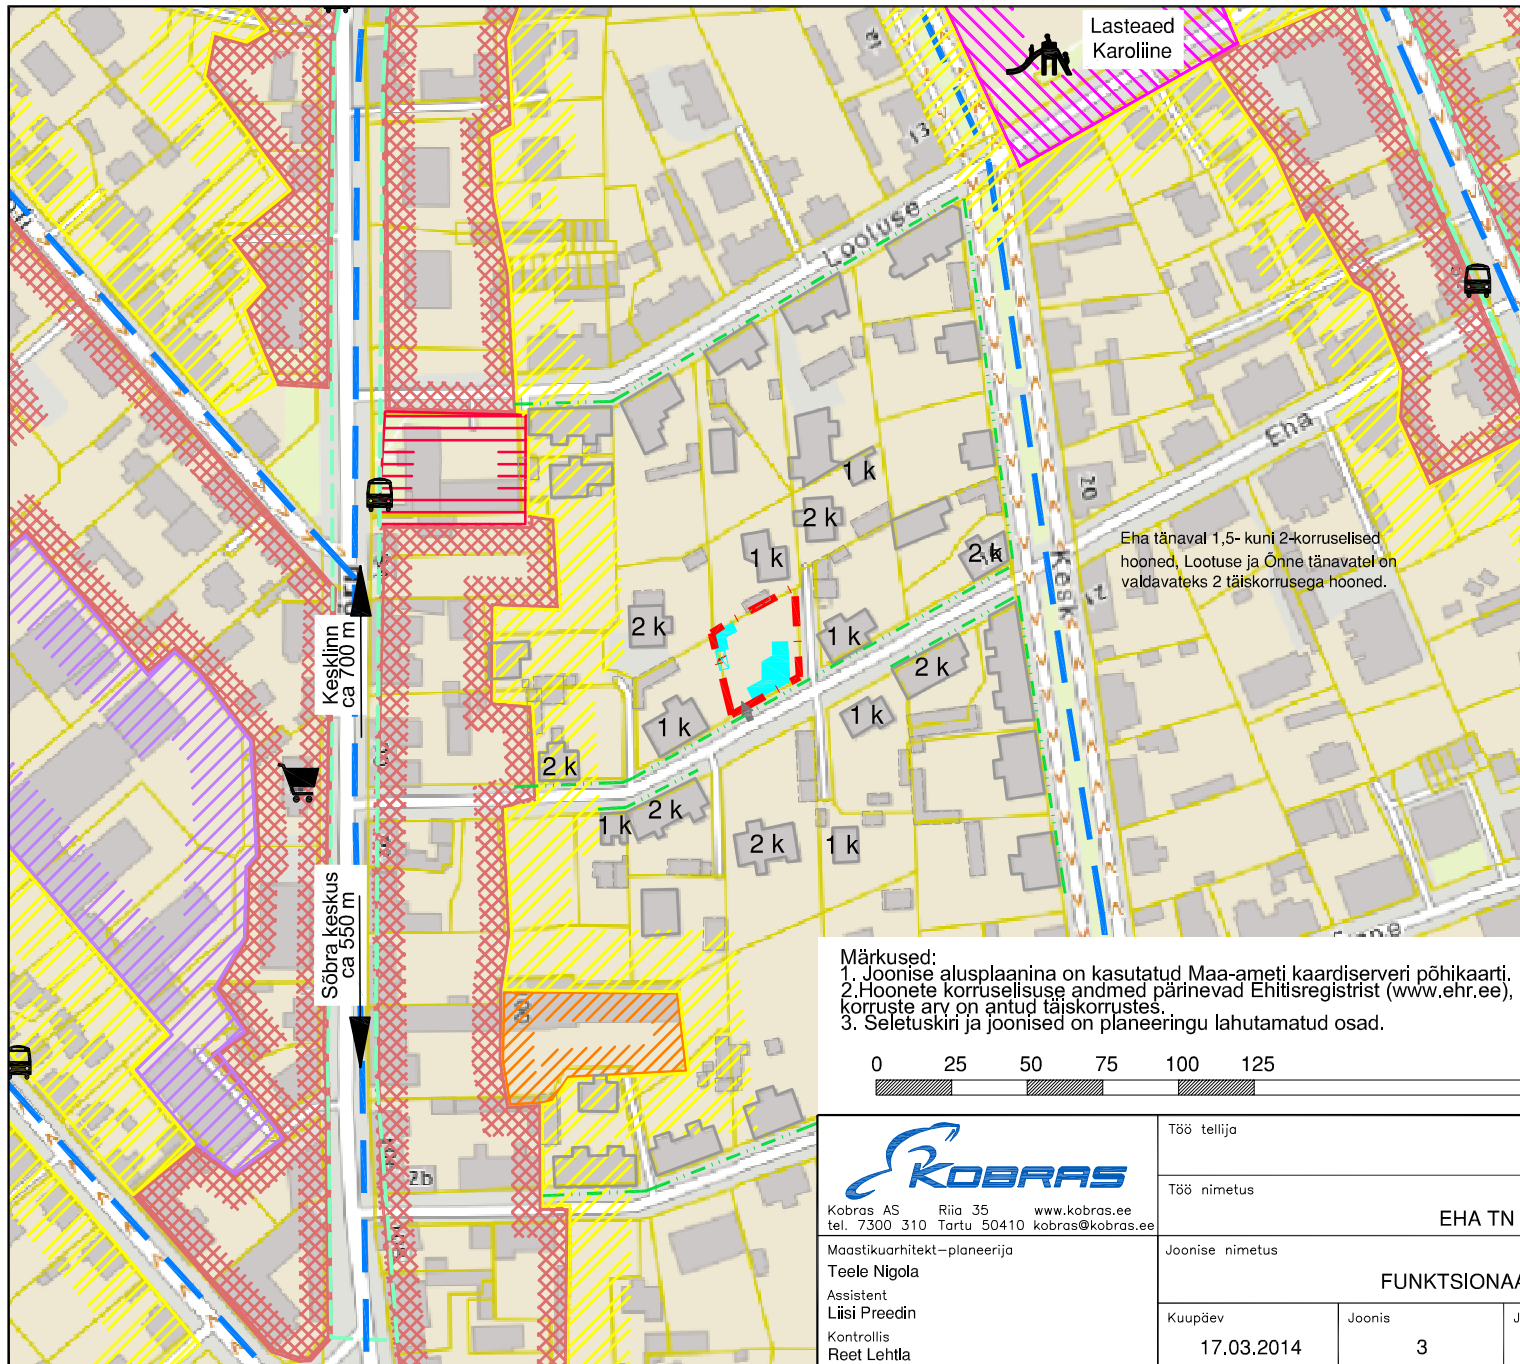 Lasteaed
Karoliine
13
Lootuse
Eha
20
Kesk
21
1 k
2 k
1 k
2 k
2 k
1 k
2 k
1 k
1 k
2 k
2 k
1 k
2 k
1 k
Eha tänaval 1,5- kuni 2-korruselised
hooned, Lootuse ja Õnne tänavatel on
valdavateks 2 täiskorrusega hooned.
Kesklinn
ca 700 m
Sõbra keskus
ca 550 m
2b
Märkused:
1. Joonise alusplaanina on kasutatud Maa-ameti kaardiserveri põhikaarti.
2.Hoonete korruselisuse andmed pärinevad Ehitisregistrist (www.ehr.ee),
korruste arv on antud täiskorrustes.
3. Seletuskiri ja joonised on planeeringu lahutamatud osad.
0 25 50 75 100 125
KOBRAS
Kobras AS Riia 35 www.kobras.ee
tel. 7300 310 Tartu 50410 kobras@kobras.ee
Töö tellija
Töö nimetus
EHA TN
Maastikuarhitekt-planeerija
Teele Nigola
Assistent
Liisi Preedin
Kontrollis
Reet Lehtla
Joonise nimetus
FUNKTSIONAA
Kuupäev
17.03.2014
Joonis
3
J